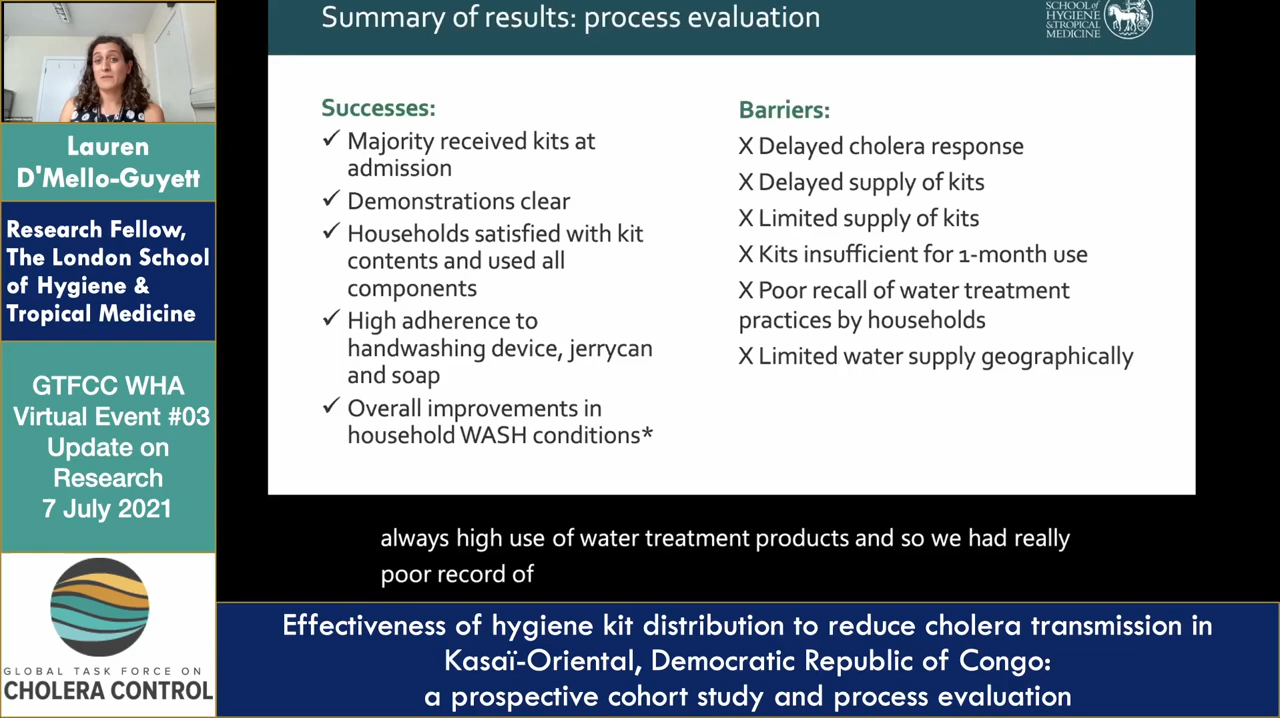 Summary of results: process evaluation
SCHOOL of
HYGIENE
&TROPICAL
MEDICINE
Successes:
✓ Majority received kits at
admission
✓ Demonstrations clear
✓ Households satisfied with kit
contents and used all
components
✓ High adherence to
handwashing device, jerrycan
and soap
✓ Overall improvements in
household WASH conditions*
Barriers:
X Delayed cholera response
X Delayed supply of kits
X Limited supply of kits
X Kits insufficient for 1-month use
X Poor recall of water treatment
practices by households
X Limited water supply geographically
Lauren
D'Mello-Guyett
Research Fellow,
The London School
of Hygiene &
Tropical Medicine
GTFCC WHA
Virtual Event #03
Update on
Research
7 July 2021
GLOBAL TASK FORCE ON
CHOLERA CONTROL
always high use of water treatment products and so we had really
poor record of
Effectiveness of hygiene kit distribution to reduce cholera transmission in
Kasaï-Oriental, Democratic Republic of Congo:
a prospective cohort study and process evaluation